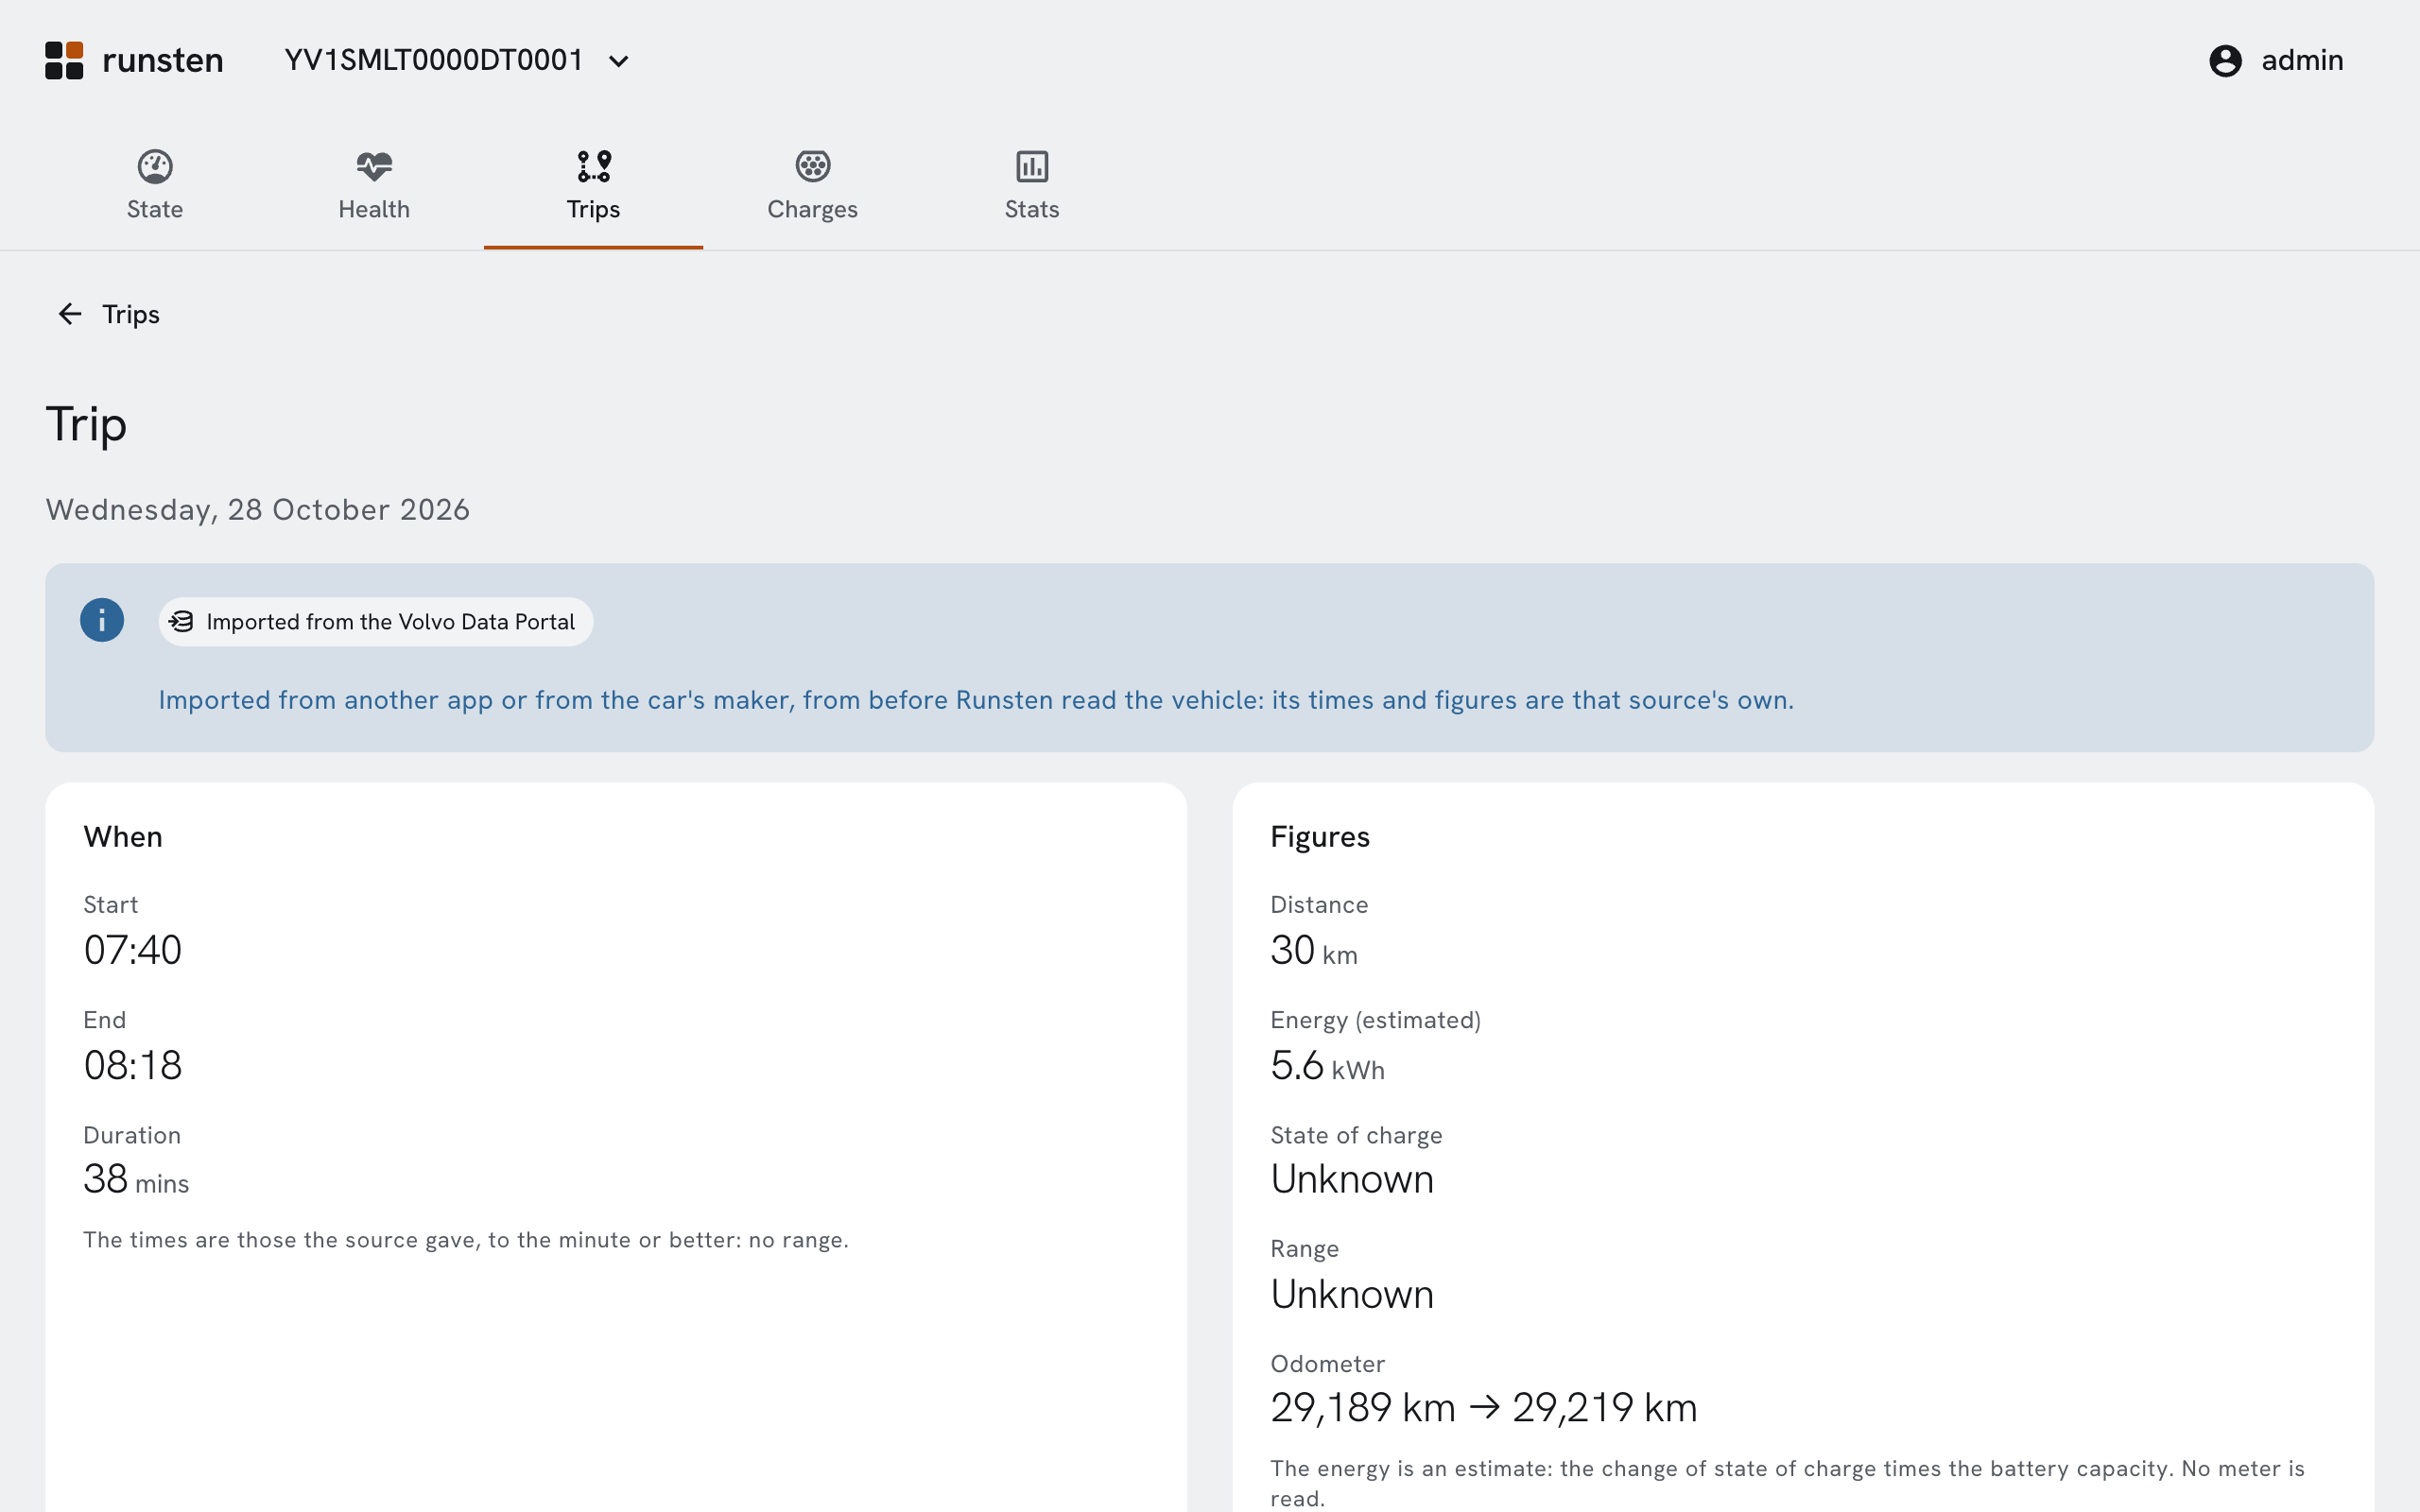 runsten
YV1SMLT0000DT0001
admin
State
Health
Trips
Charges
Stats
Trips
Trip
Wednesday, 28 October 2026
Imported from the Volvo Data Portal
Imported from another app or from the car's maker, from before Runsten read the vehicle: its times and figures are that source's own.
When
Start
07:40
End
08:18
Duration
38 mins
The times are those the source gave, to the minute or better: no range.
Figures
Distance
30 km
Energy (estimated)
5.6 kWh
State of charge
Unknown
Range
Unknown
Odometer
29,189 km → 29,219 km
The energy is an estimate: the change of state of charge times the battery capacity. No meter is
read.